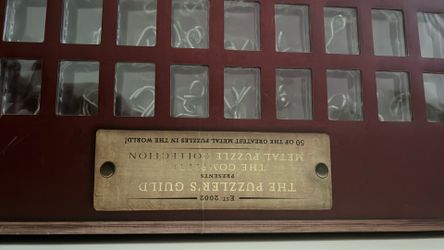 EST. 2002
THE PUZZLER'S GUILD
PRESENTS
THE COMPLETE
METAL PUZZLE COLLECTION
50 OF THE GREATEST METAL PUZZLES IN THE WORLD!